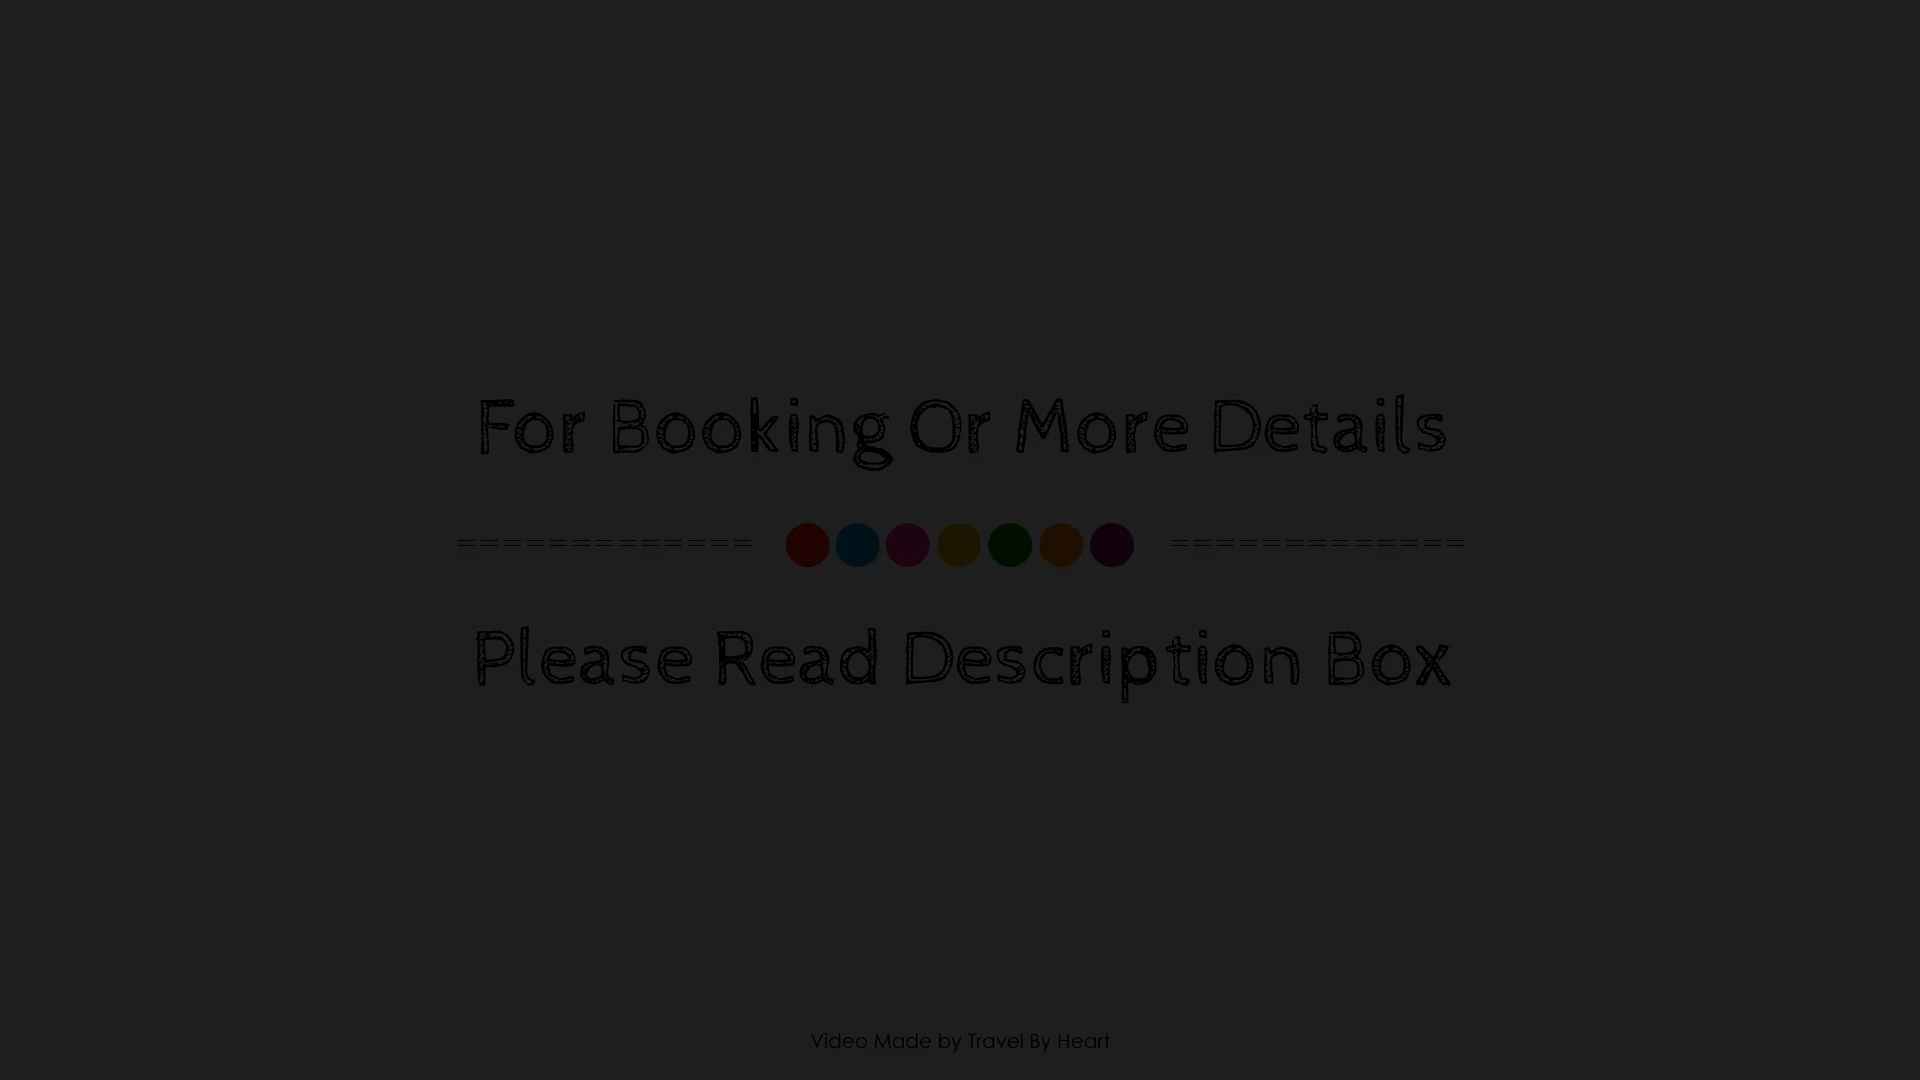 For Booking Or More Details
============= =============
Please Read Description Box
Video Made by Travel By Heart